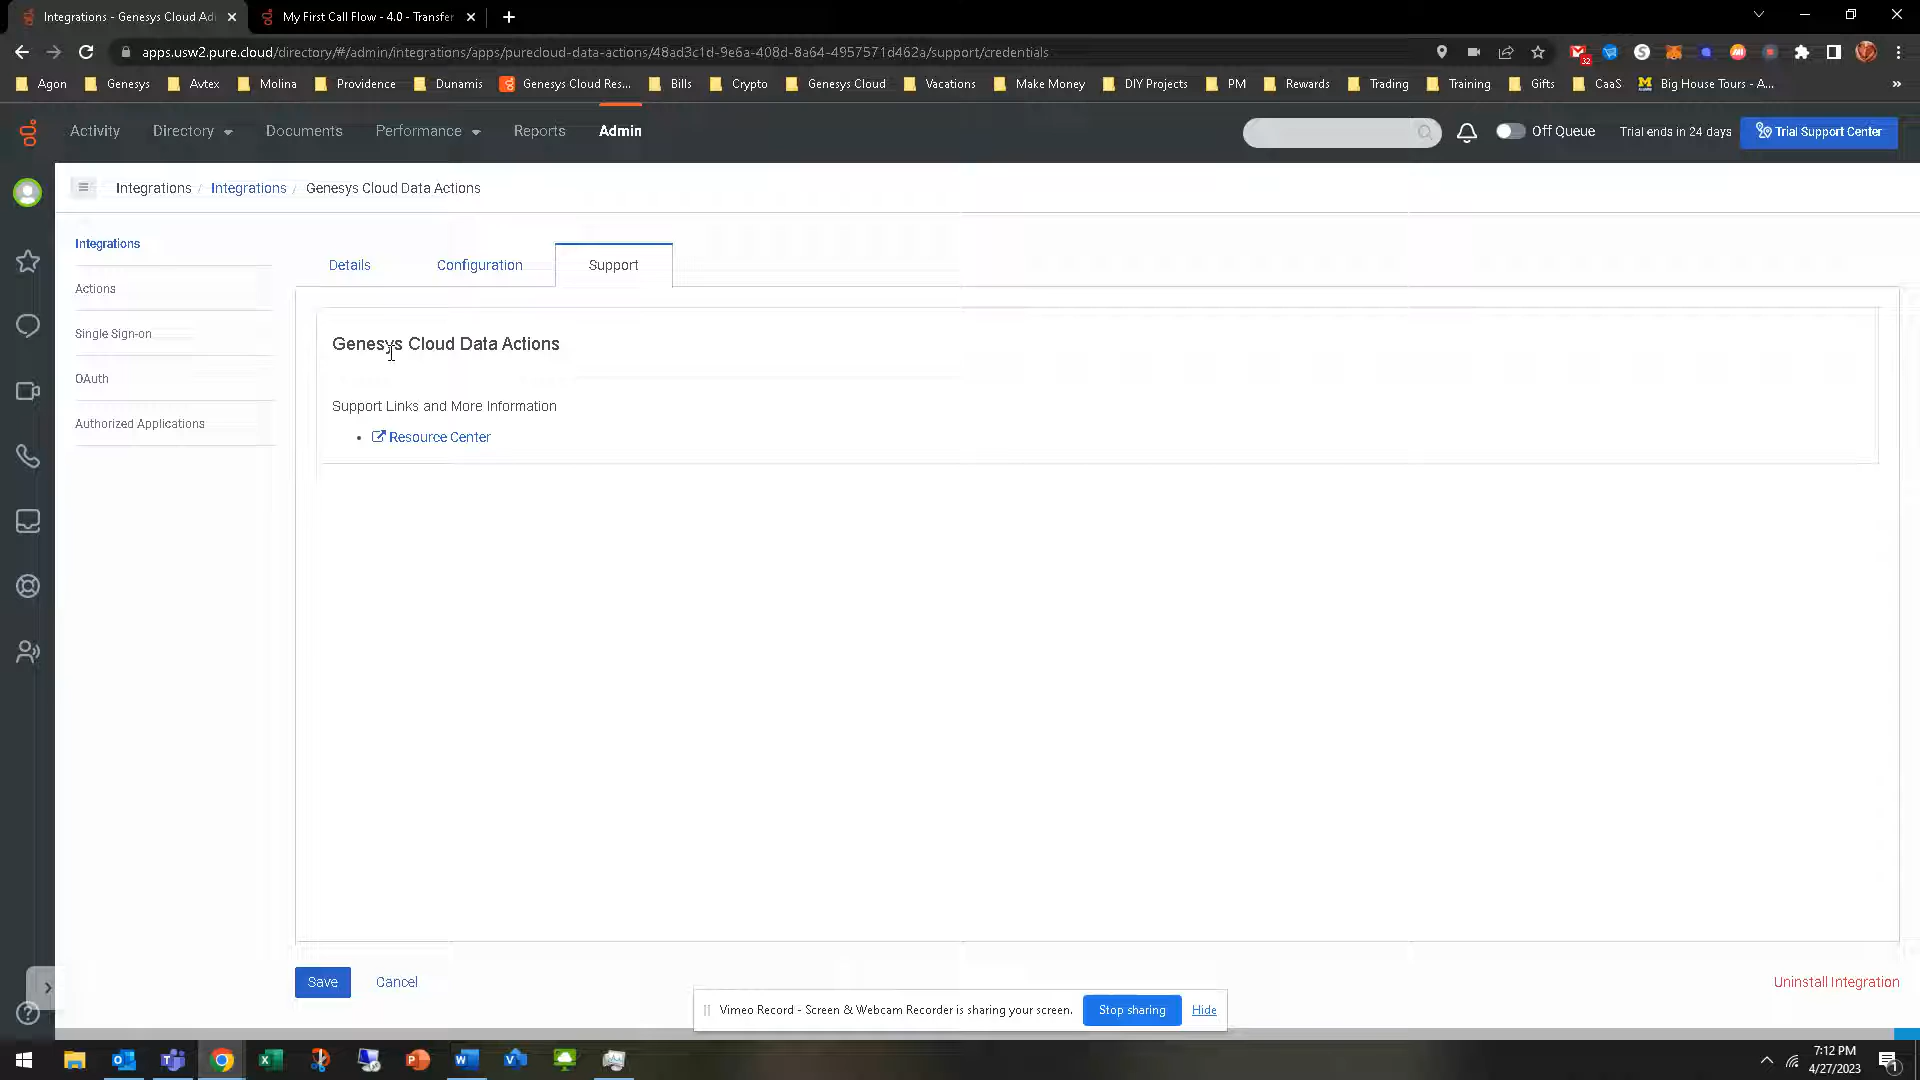 Integrations - Genesys Cloud Adi
My First Call Flow - 4.0 - Transfer
apps.usw2.pure.cloud/directory/#/admin/integrations/apps/purecloud-data-actions/48ad3c1d-9e6a-408d-8a64-4957571d462a/support/credentials
32
Agon
Genesys
Avtex
Molina
Providence
Dunamis
Genesys Cloud Res...
Bills
Crypto
Genesys Cloud
Vacations
Make Money
DIY Projects
PM
Rewards
Trading
Training
Gifts
CaaS
Big House Tours - A...
»
Activity
Directory
Documents
Performance
Reports
Admin
Off Queue
Trial ends in 24 days
Trial Support Center
Integrations / Integrations / Genesys Cloud Data Actions
Integrations
Actions
Single Sign-on
OAuth
Authorized Applications
Details
Configuration
Support
Genesys Cloud Data Actions
Support Links and More Information
• Resource Center
Save
Cancel
Uninstall Integration
Vimeo Record - Screen & Webcam Recorder is sharing your screen.
Stop sharing
Hide
7:12 PM
4/27/2023
1